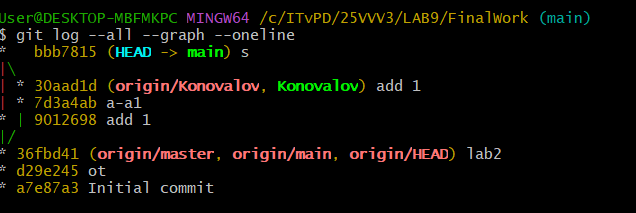 User@DESKTOP-MBFMKPC MINGW64 /c/ITvPD/25VVV3/LAB9/FinalWork (main)
$ git log --all --graph --oneline
*   bbb7815 (HEAD -> main) s
|\
| * 30aad1d (origin/Konovalov, Konovalov) add 1
| * 7d3a4ab a-a1
* | 9012698 add 1
|/
* 36fbd41 (origin/master, origin/main, origin/HEAD) lab2
* d29e245 ot
* a7e87a3 Initial commit